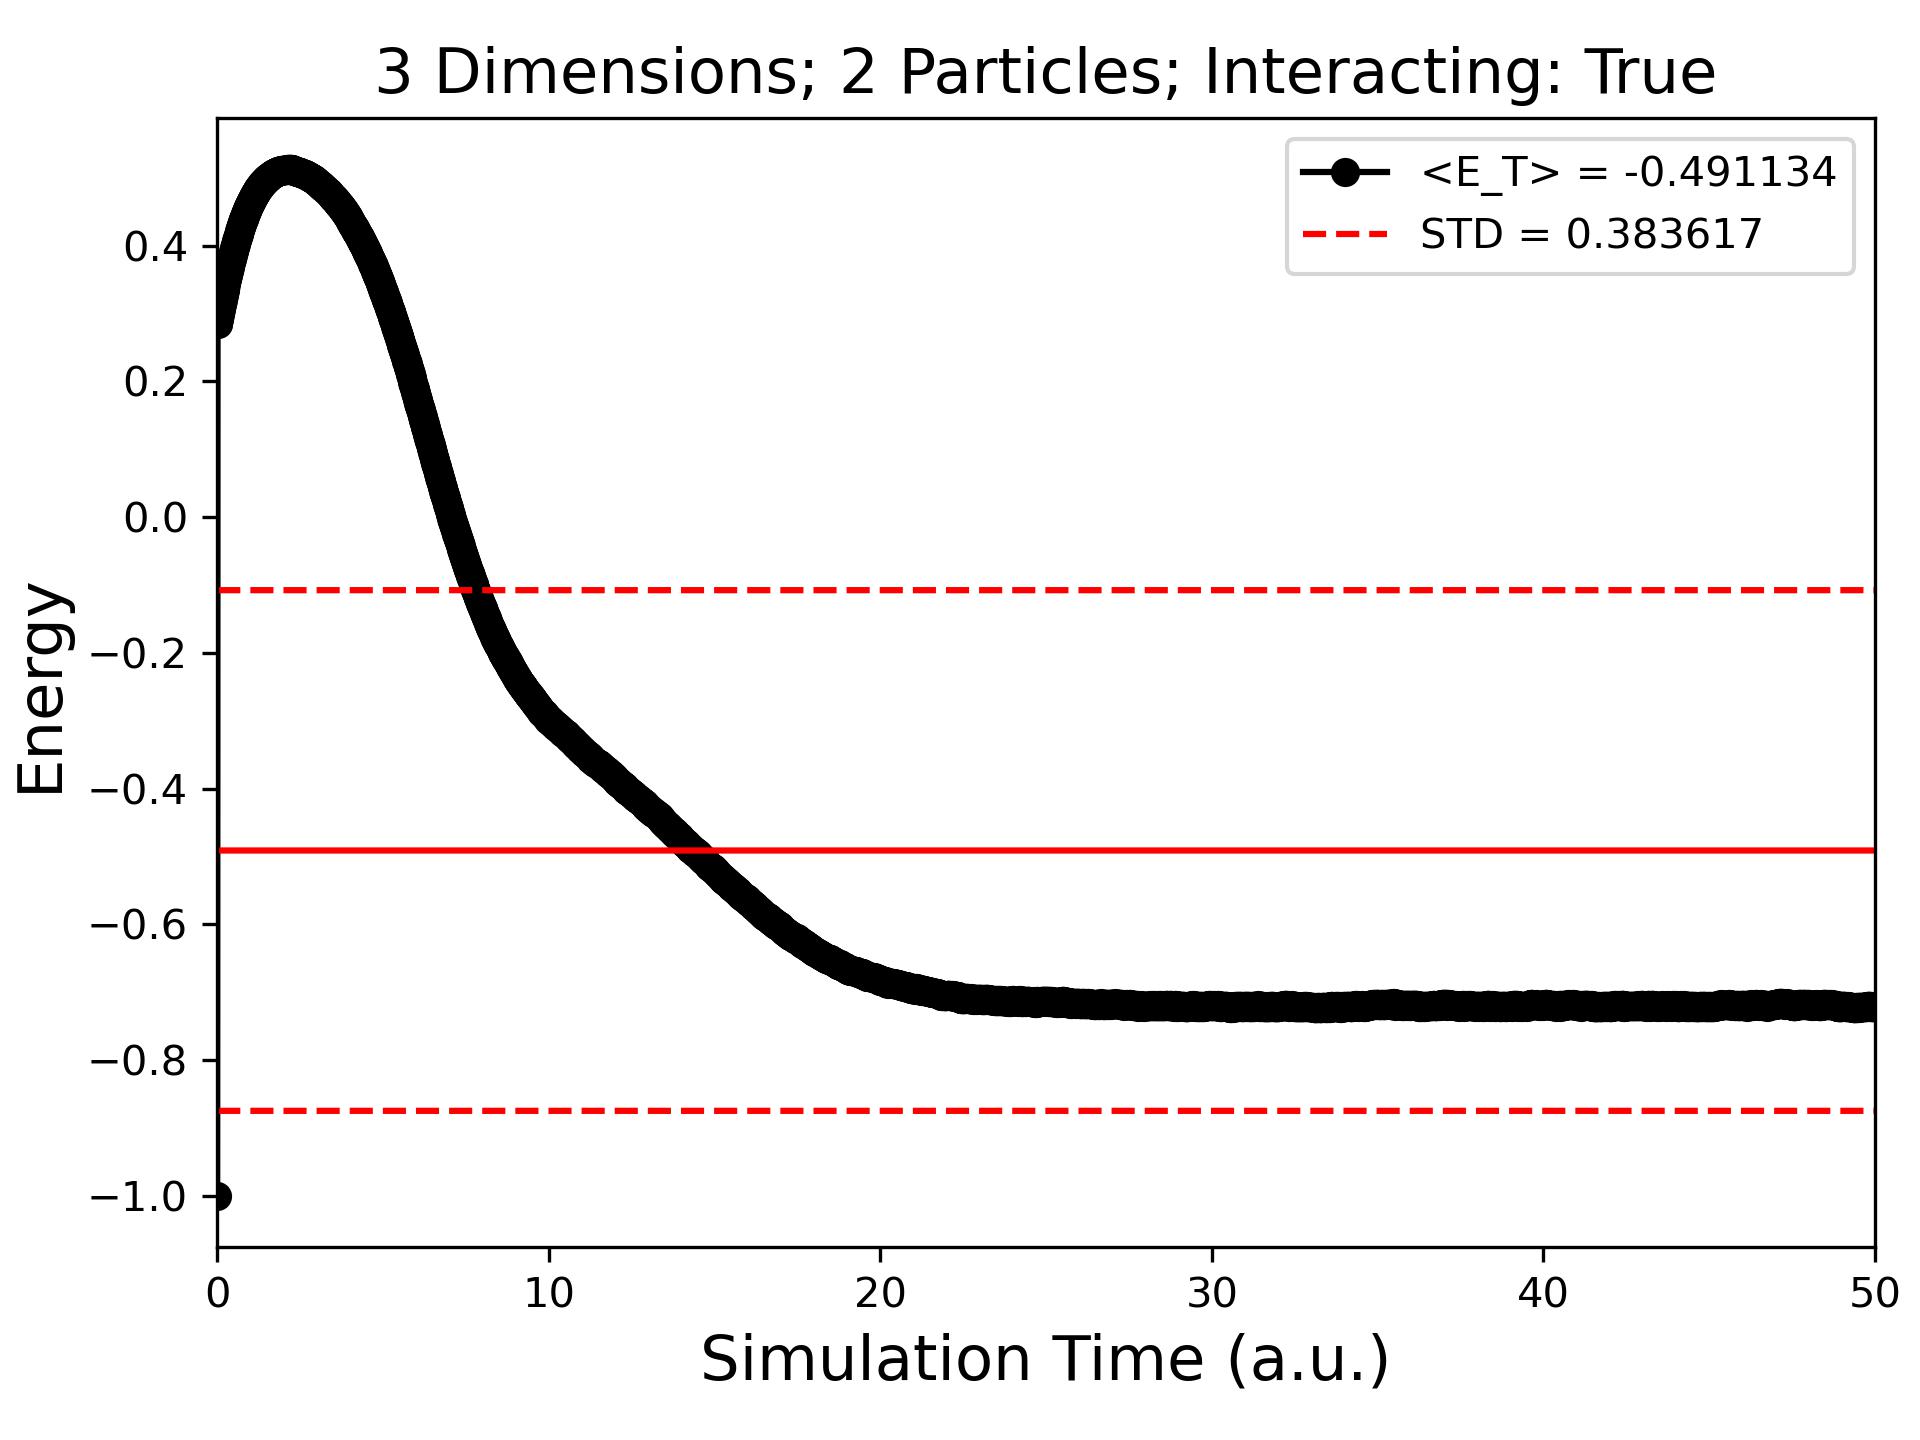 3 Dimensions; 2 Particles; Interacting: True
<E_T> = -0.491134
STD = 0.383617
Energy
0.4
0.2
0.0
−0.2
−0.4
−0.6
−0.8
−1.0
0 10 20 30 40 50
Simulation Time (a.u.)